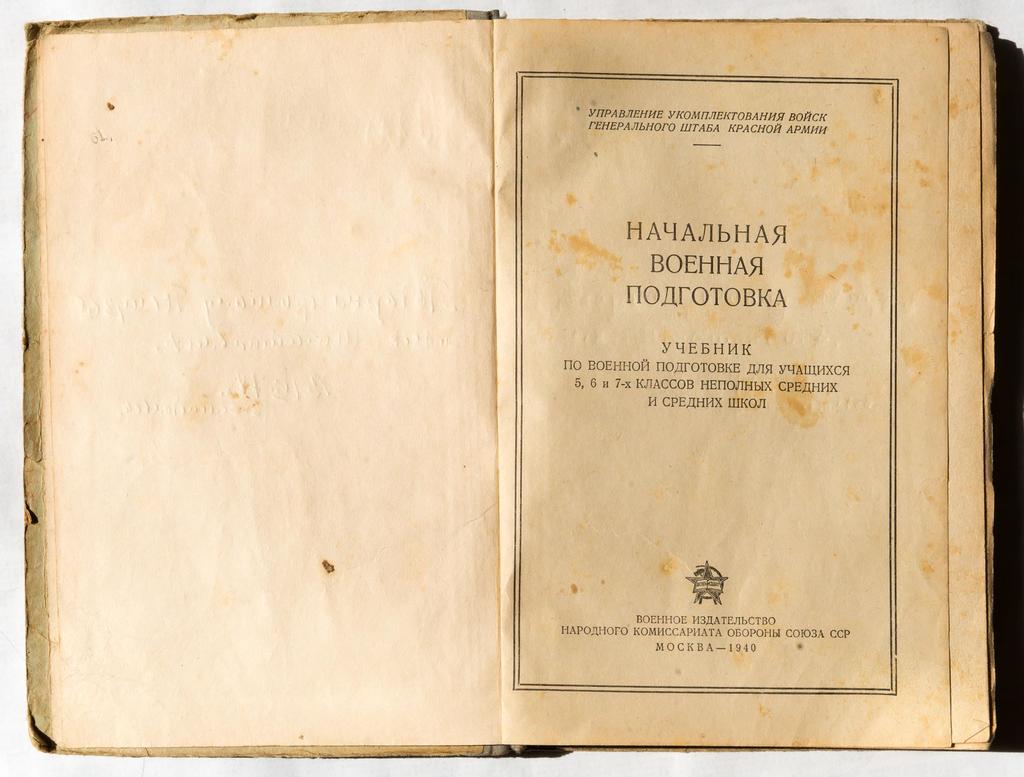 УПРАВЛЕНИЕ УКОМПЛЕКТОВАНИЯ ВОЙСК
ГЕНЕРАЛЬНОГО ШТАБА КРАСНОЙ АРМИИ
НАЧАЛЬНАЯ
ВОЕННАЯ
ПОДГОТОВКА
УЧЕБНИК
ПО ВОЕННОЙ ПОДГОТОВКЕ ДЛЯ УЧАЩИХСЯ
5, 6 и 7-х КЛАССОВ НЕПОЛНЫХ СРЕДНИХ
И СРЕДНИХ ШКОЛ
ВОЕННОЕ ИЗДАТЕЛЬСТВО
НАРОДНОГО КОМИССАРИАТА ОБОРОНЫ СОЮЗА ССР
МОСКВА—1940